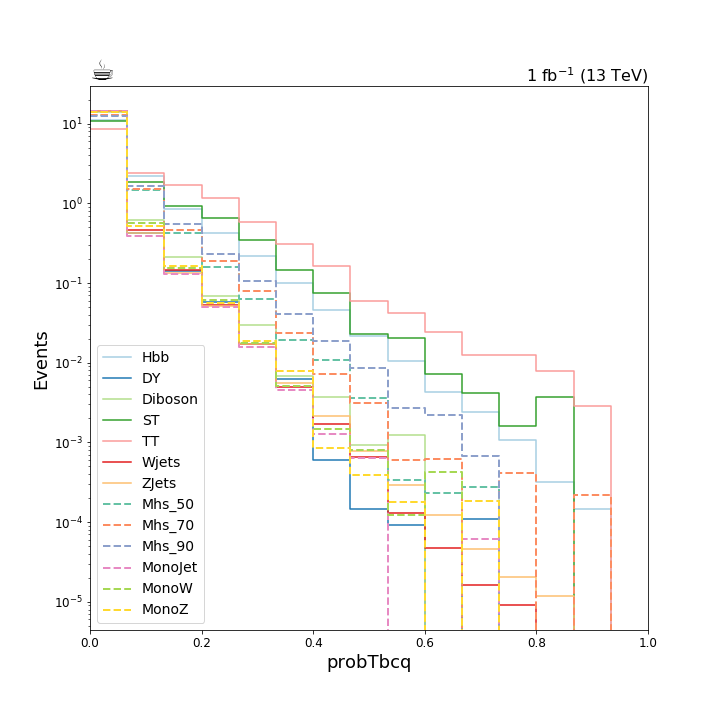 ☕ 1 fb⁻¹ (13 TeV)
Events
10¹
10⁰
10⁻¹
10⁻²
10⁻³
10⁻⁴
10⁻⁵
Hbb
DY
Diboson
ST
TT
Wjets
ZJets
Mhs_50
Mhs_70
Mhs_90
MonoJet
MonoW
MonoZ
0.0 0.2 0.4 0.6 0.8 1.0
probTbcq